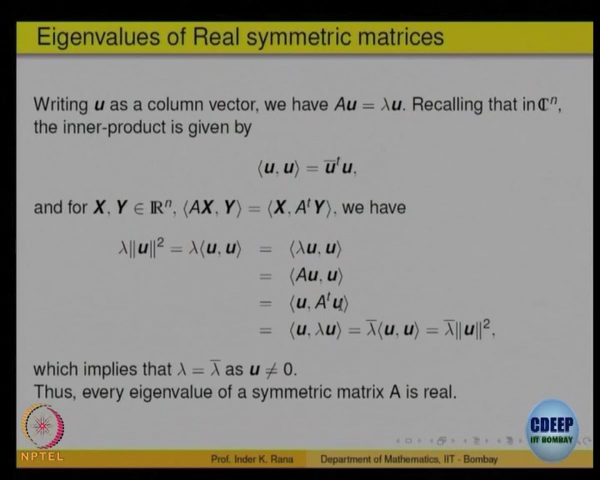 Eigenvalues of Real symmetric matrices
Writing u as a column vector, we have Au = λu. Recalling that in ℂⁿ,
the inner-product is given by
⟨u, u⟩ = u̅ᵗu,
and for X, Y ∈ ℝⁿ, ⟨AX, Y⟩ = ⟨X, AᵗY⟩, we have
λ‖u‖² = λ⟨u, u⟩ = ⟨λu, u⟩
= ⟨Au, u⟩
= ⟨u, Aᵗu⟩
= ⟨u, λu⟩ = λ̅⟨u, u⟩ = λ̅‖u‖²,
which implies that λ = λ̅ as u ≠ 0.
Thus, every eigenvalue of a symmetric matrix A is real.
NPTEL
CDEEP
IIT BOMBAY
Prof. Inder K. Rana Department of Mathematics, IIT - Bombay